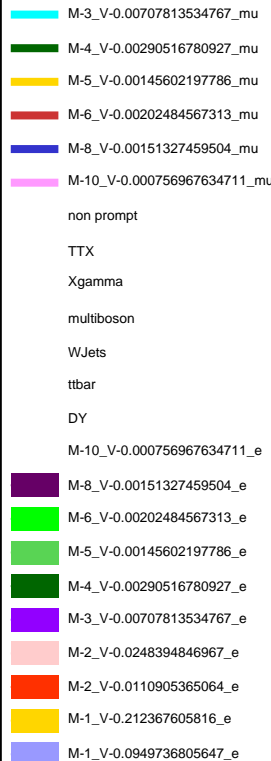 M-3_V-0.00707813534767_mu
M-4_V-0.00290516780927_mu
M-5_V-0.00145602197786_mu
M-6_V-0.00202484567313_mu
M-8_V-0.00151327459504_mu
M-10_V-0.000756967634711_mu
non prompt
TTX
Xgamma
multiboson
WJets
ttbar
DY
M-10_V-0.000756967634711_e
M-8_V-0.00151327459504_e
M-6_V-0.00202484567313_e
M-5_V-0.00145602197786_e
M-4_V-0.00290516780927_e
M-3_V-0.00707813534767_e
M-2_V-0.0248394846967_e
M-2_V-0.0110905365064_e
M-1_V-0.212367605816_e
M-1_V-0.0949736805647_e